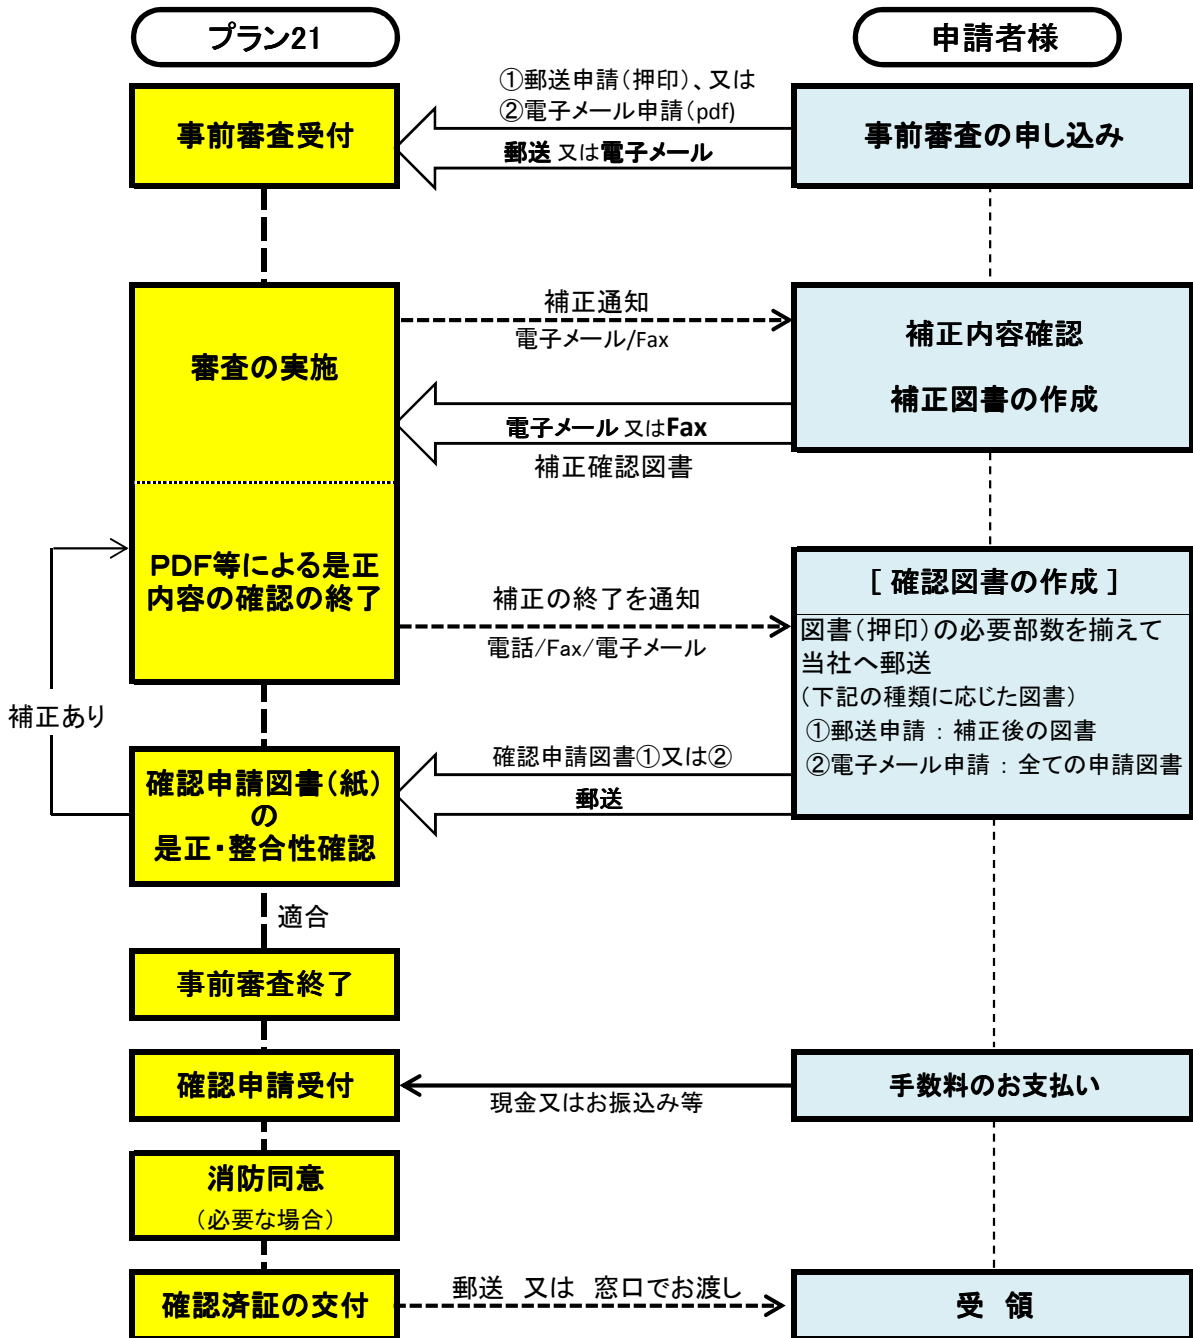 プラン21
申請者様
①郵送申請(押印)、又は
②電子メール申請(pdf)
郵送 又は電子メール
事前審査受付
事前審査の申し込み
補正通知
電子メール/Fax
審査の実施
補正内容確認
補正図書の作成
電子メール 又はFax
補正確認図書
PDF等による是正
内容の確認の終了
補正の終了を通知
電話/Fax/電子メール
[ 確認図書の作成 ]
図書(押印)の必要部数を揃えて
当社へ郵送
(下記の種類に応じた図書)
①郵送申請 : 補正後の図書
②電子メール申請 : 全ての申請図書
補正あり
確認申請図書①又は②
郵送
確認申請図書(紙)
の
是正・整合性確認
適合
事前審査終了
確認申請受付
現金又はお振込み等
手数料のお支払い
消防同意
(必要な場合)
確認済証の交付
郵送 又は 窓口でお渡し
受 領